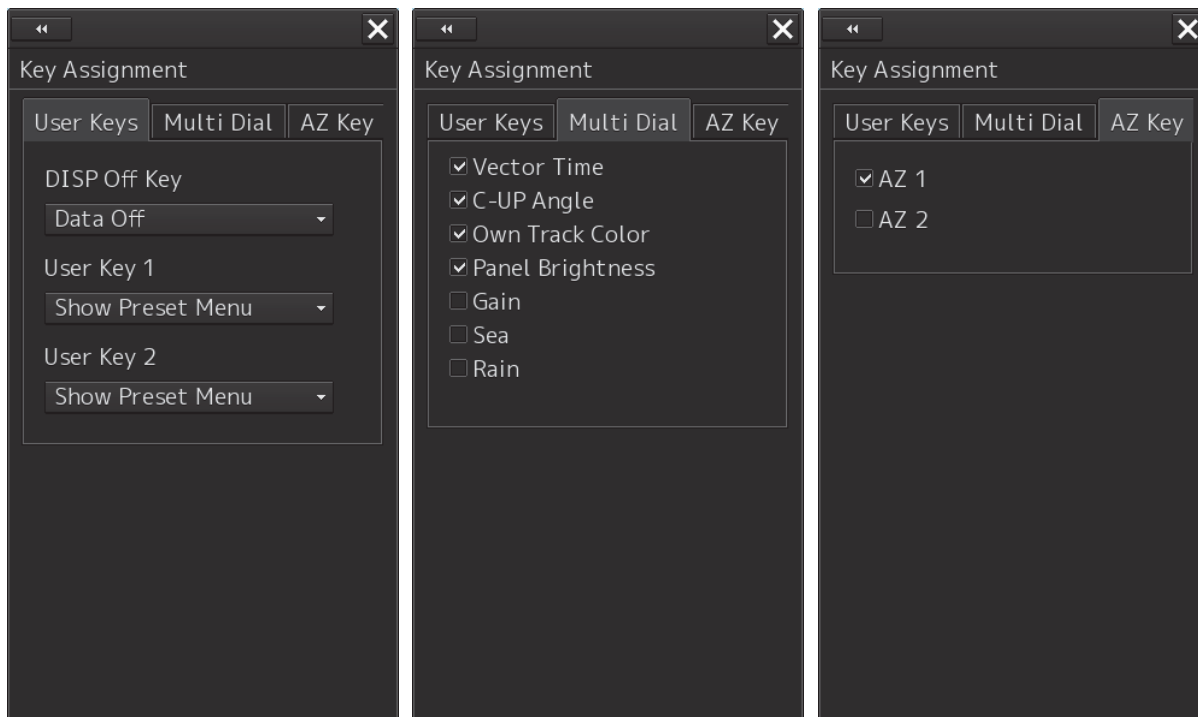 Key Assignment
User Keys Multi Dial AZ Key
DISP Off Key
Data Off
User Key 1
Show Preset Menu
User Key 2
Show Preset Menu
Key Assignment
User Keys Multi Dial AZ Key
Vector Time
C-UP Angle
Own Track Color
Panel Brightness
Gain
Sea
Rain
Key Assignment
User Keys Multi Dial AZ Key
AZ 1
AZ 2